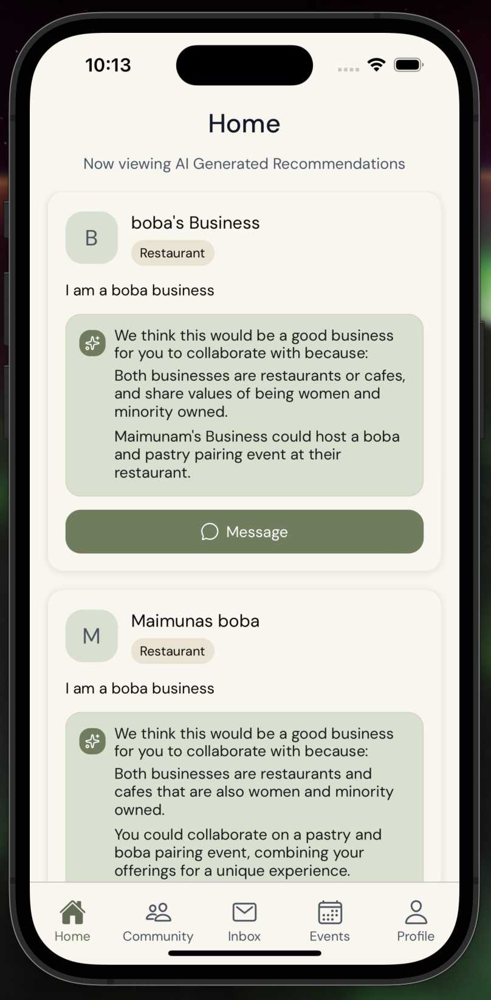 10:13
Home
Now viewing AI Generated Recommendations
B
boba's Business
Restaurant
I am a boba business
We think this would be a good business
for you to collaborate with because:
Both businesses are restaurants or cafes,
and share values of being women and
minority owned.
Maimunam's Business could host a boba
and pastry pairing event at their
restaurant.
Message
M
Maimunas boba
Restaurant
I am a boba business
We think this would be a good business
for you to collaborate with because:
Both businesses are restaurants and
cafes that are also women and minority
owned.
You could collaborate on a pastry and
boba pairing event, combining your
offerings for a unique experience.
Home Community Inbox Events Profile